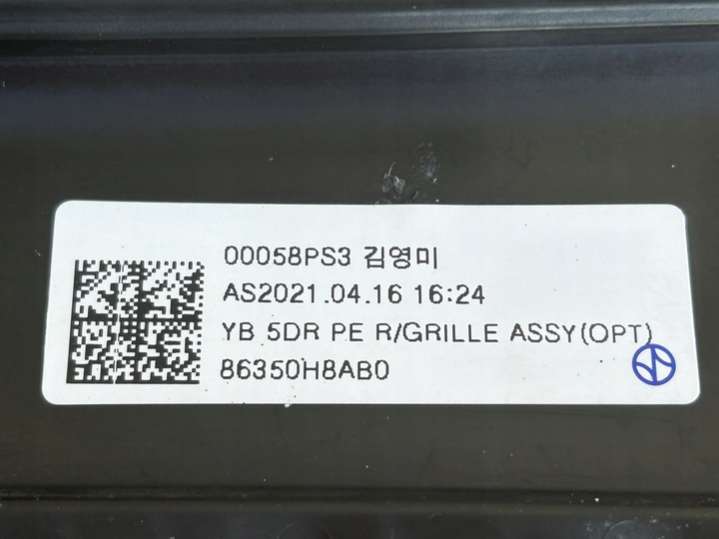 00058PS3 김영미
AS2021.04.16 16:24
YB 5DR PE R/GRILLE ASSY(OPT)
86350H8AB0